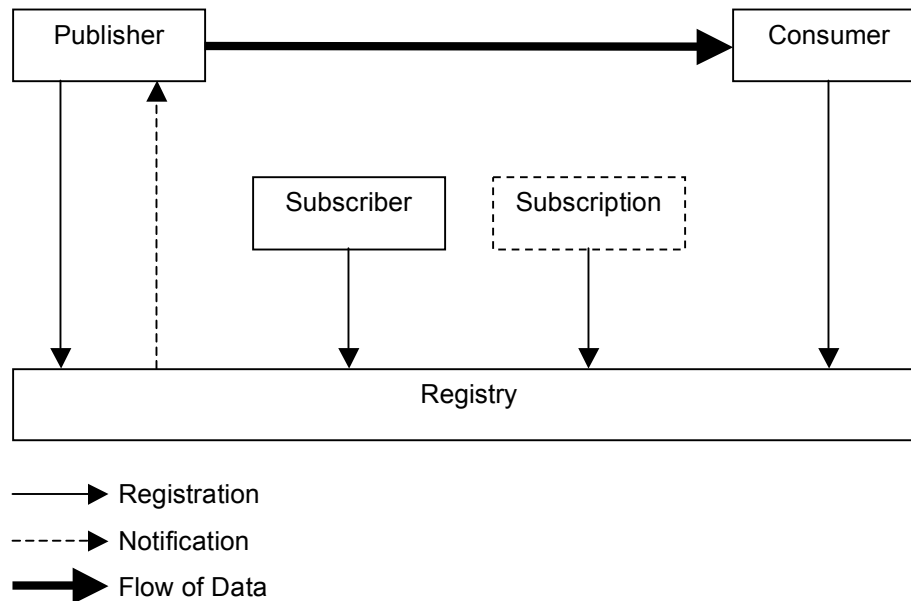 Publisher
Consumer
Subscriber
Subscription
Registry
Registration
Notification
Flow of Data